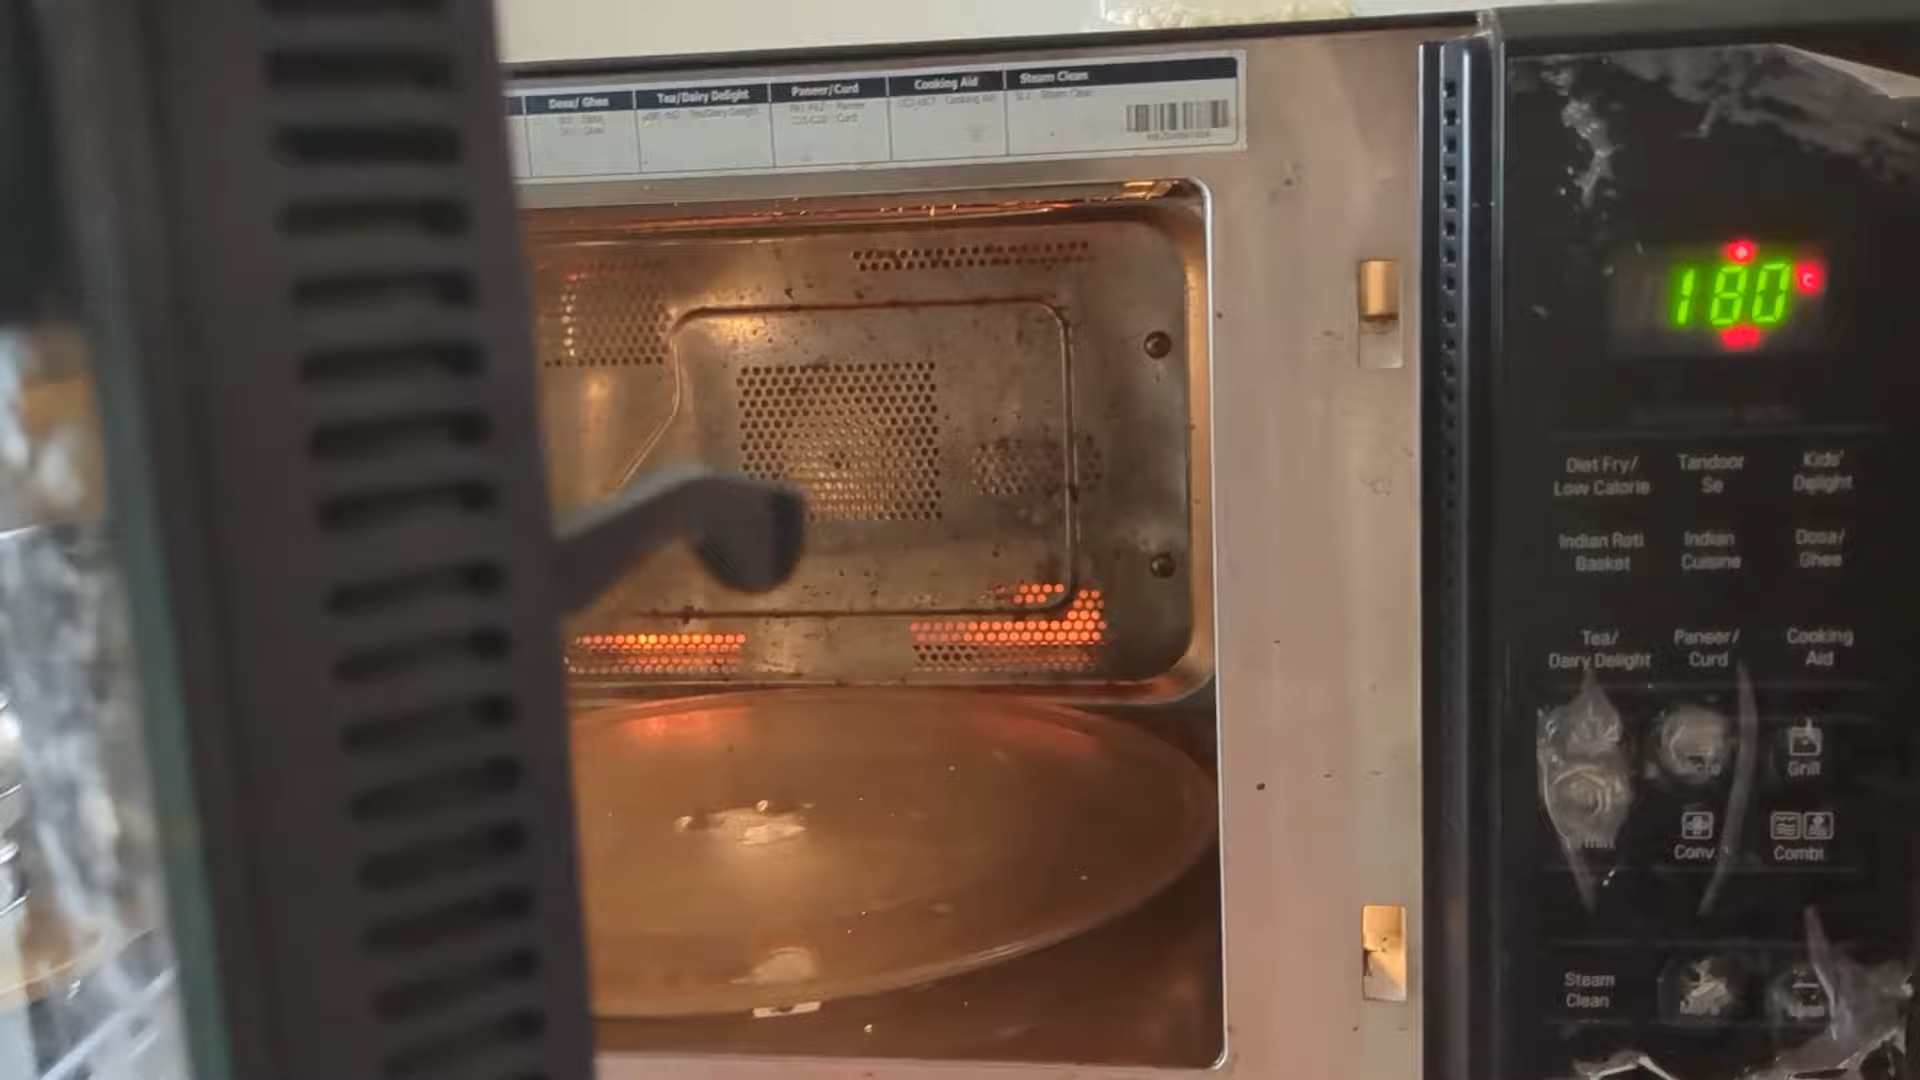 Dosa/ Ghee
Tea/Dairy Delight
Paneer/Curd
Cooking Aid
Steam Clean
180
C
Diet Fry/
Low Calorie
Tandoor
Se
Kids'
Delight
Indian Roti
Basket
Indian
Cuisine
Dosa/
Ghee
Tea/
Dairy Delight
Paneer/
Curd
Cooking
Aid
Micro
Grill
Conv.
Combi.
Steam
Clean
More